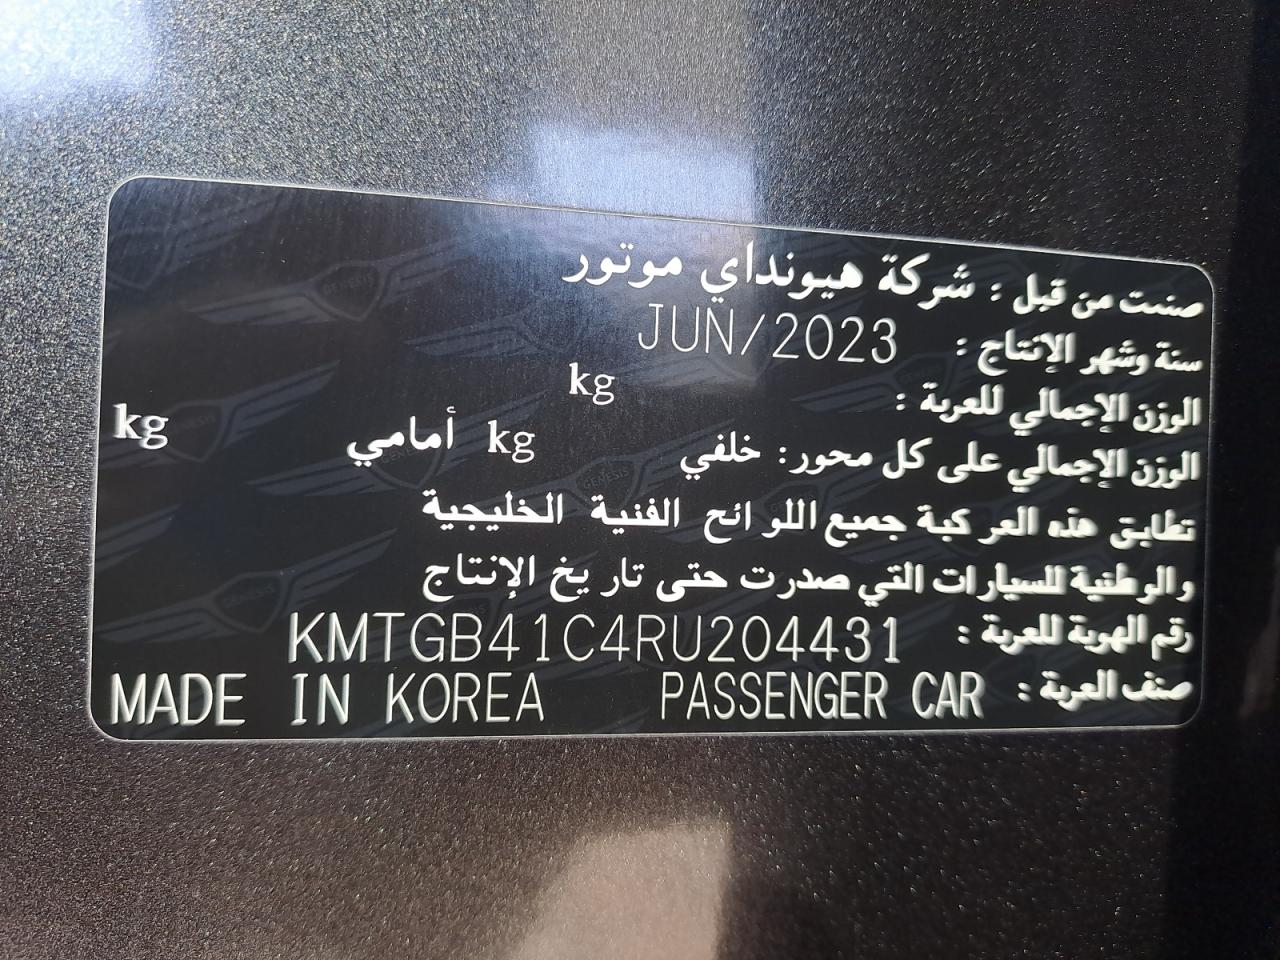 صنعت من قبل : شركة هيونداي موتور
سنة وشهر الإنتاج : JUN/2023
الوزن الإجمالي للعربة : kg
الوزن الإجمالي على كل محور: خلفي kg أمامي kg
تطابق هذه المركبة جميع اللوائح الفنية الخليجية
والوطنية للسيارات التي صدرت حتى تاريخ الإنتاج
رقم الهوية للعربة : KMTGB41C4RU204431
صنف العربة : PASSENGER CAR MADE IN KOREA